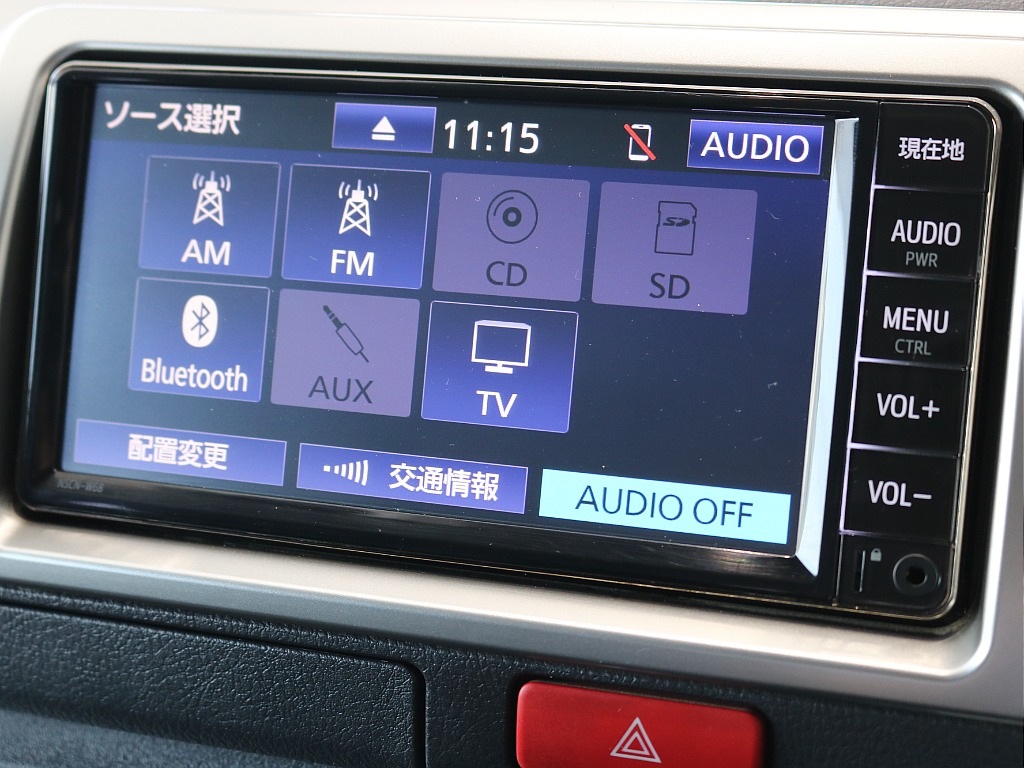 ソース選択
11:15
AUDIO
AM
FM
CD
SD
Bluetooth
AUX
TV
配置変更
交通情報
AUDIO OFF
現在地
AUDIO
PWR
MENU
CTRL
VOL+
VOL−